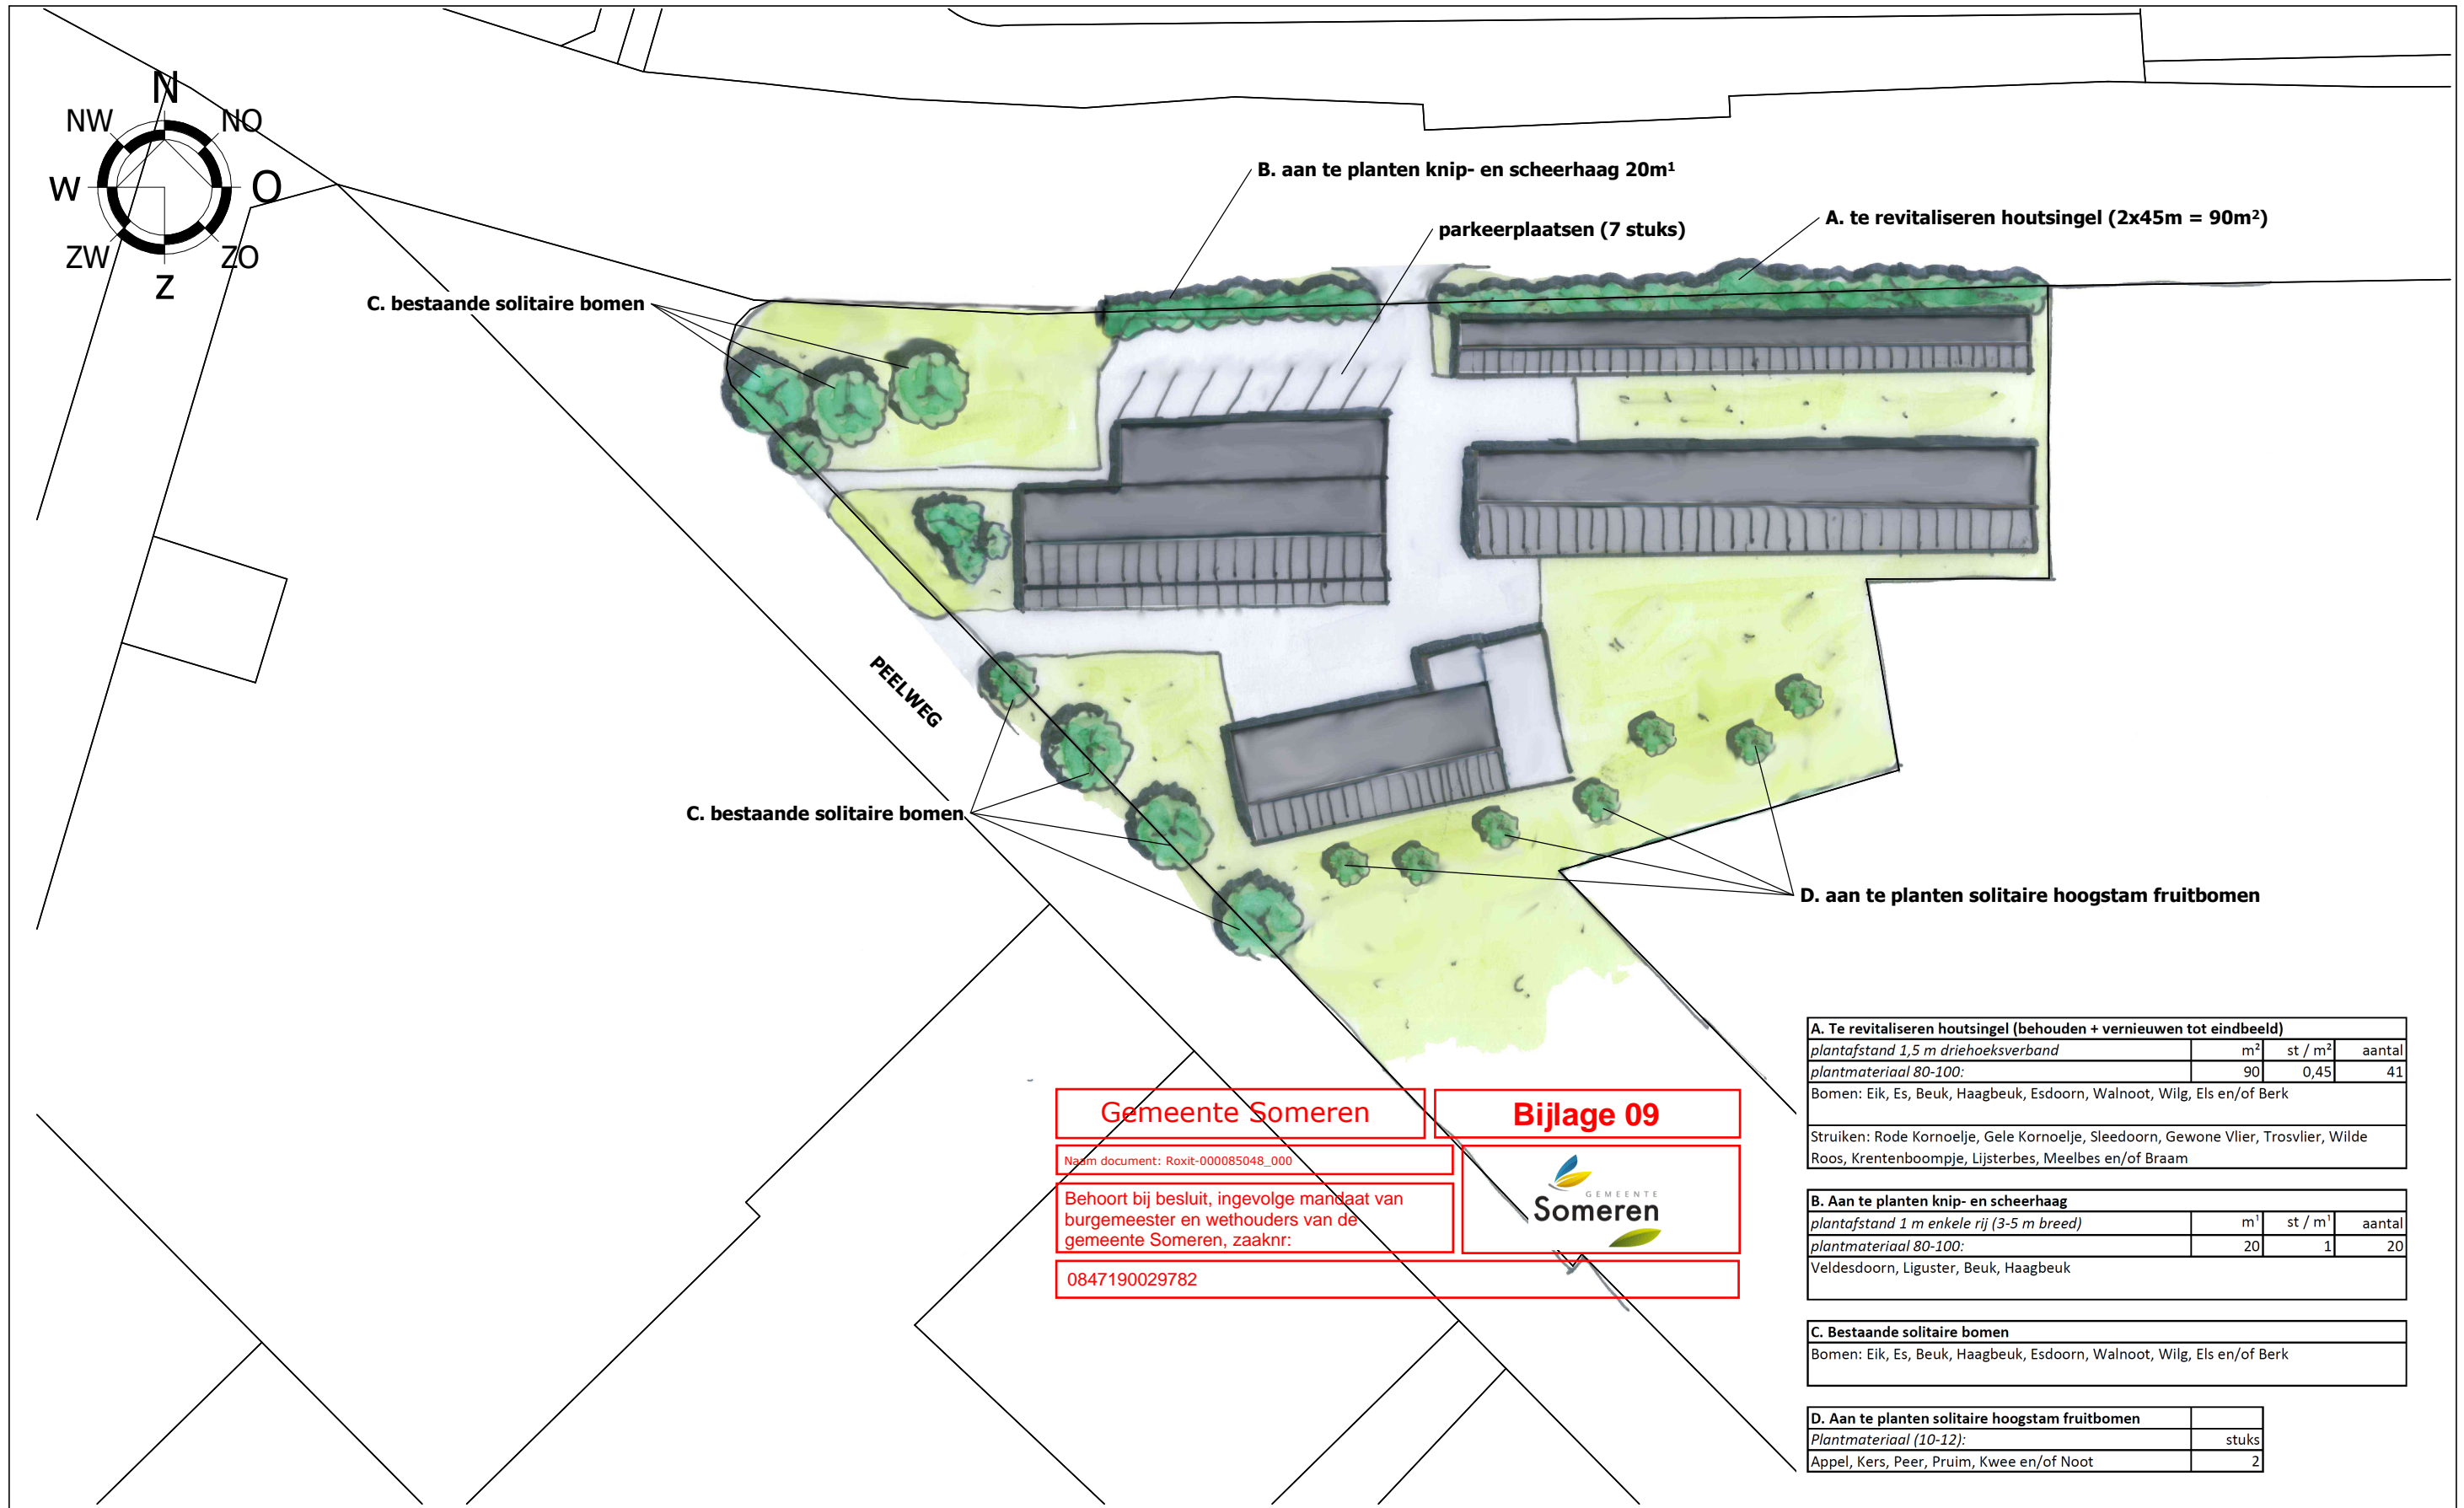 N
NW
NO
W
O
ZW
ZO
Z
B. aan te planten knip- en scheerhaag 20m¹
A. te revitaliseren houtsingel (2x45m = 90m²)
parkeerplaatsen (7 stuks)
C. bestaande solitaire bomen
PEELWEG
C. bestaande solitaire bomen
D. aan te planten solitaire hoogstam fruitbomen
Gemeente Someren
Bijlage 09
Naam document: Roxit-000085048_000
Behoort bij besluit, ingevolge mandaat van
burgemeester en wethouders van de
gemeente Someren, zaaknr:
GEMEENTE
Someren
0847190029782
A. Te revitaliseren houtsingel (behouden + vernieuwen tot eindbeeld)
plantafstand 1,5 m driehoeksverband m² st / m² aantal
plantmateriaal 80-100: 90 0,45 41
Bomen: Eik, Es, Beuk, Haagbeuk, Esdoorn, Walnoot, Wilg, Els en/of Berk
Struiken: Rode Kornoelje, Gele Kornoelje, Sleedoorn, Gewone Vlier, Trosvlier, Wilde
Roos, Krentenboompje, Lijsterbes, Meelbes en/of Braam
B. Aan te planten knip- en scheerhaag
plantafstand 1 m enkele rij (3-5 m breed) m¹ st / m¹ aantal
plantmateriaal 80-100: 20 1 20
Veldesdoorn, Liguster, Beuk, Haagbeuk
C. Bestaande solitaire bomen
Bomen: Eik, Es, Beuk, Haagbeuk, Esdoorn, Walnoot, Wilg, Els en/of Berk
D. Aan te planten solitaire hoogstam fruitbomen
Plantmateriaal (10-12): stuks
Appel, Kers, Peer, Pruim, Kwee en/of Noot 2